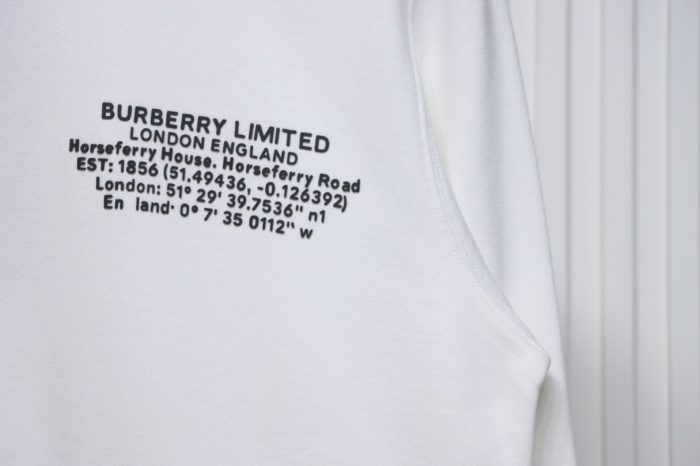 BURBERRY LIMITED
LONDON ENGLAND
Horseferry House. Horseferry Road
EST: 1856 (51.49436, -0.126392)
London: 51° 29' 39.7536" n1
En land· 0° 7' 35 0112" w